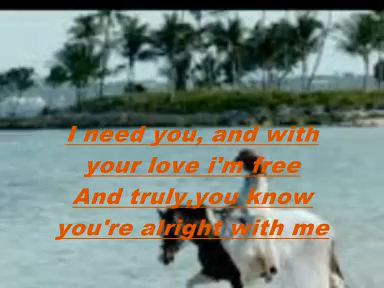 I need you, and with
your love i'm free
And truly,you know
you're alright with me